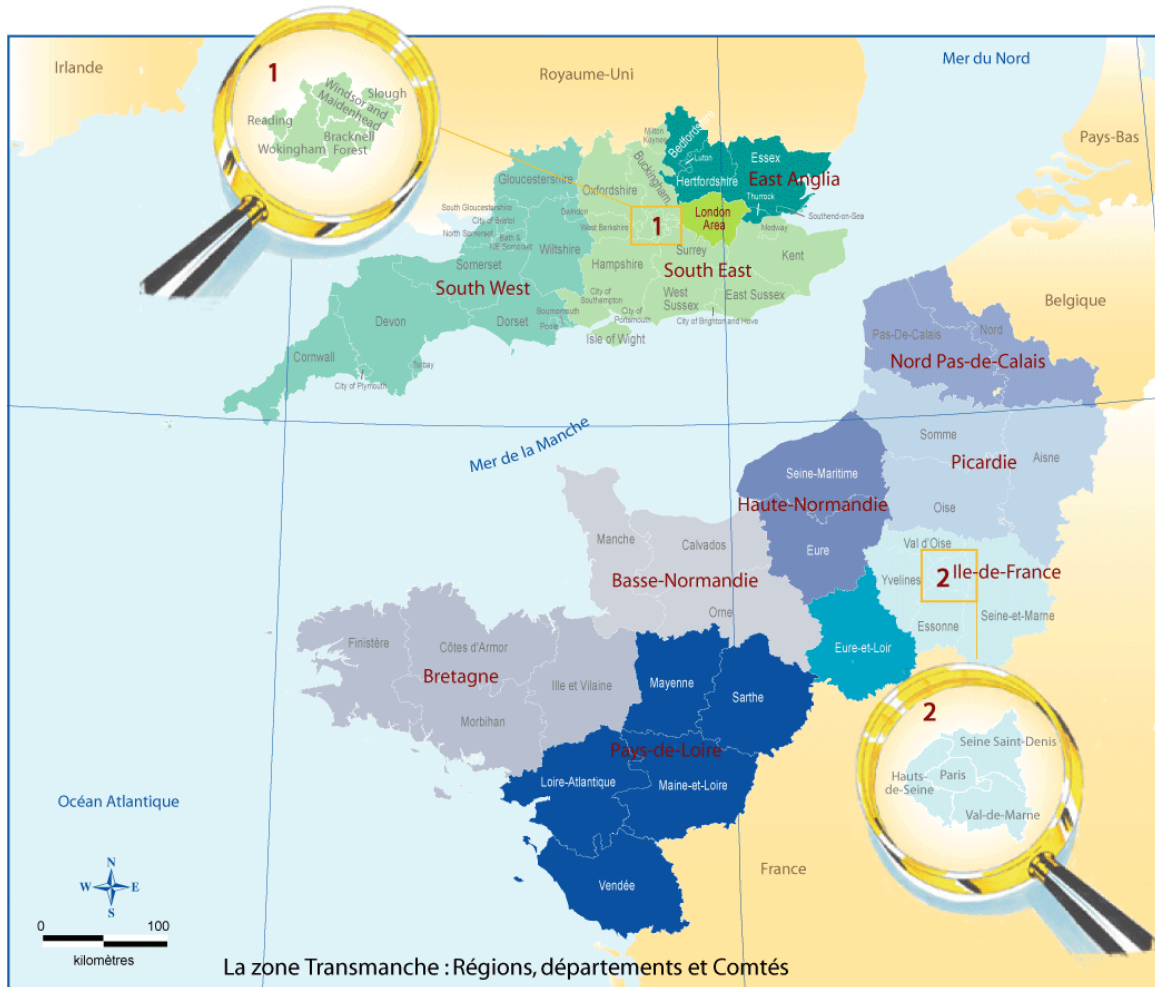 Irlande
Royaume-Uni
Mer du Nord
Pays-Bas
Belgique
1
Slough
Windsor and
Maidenhead
Reading
Bracknell
Forest
Wokingham
Milton
Keynes
Bedfordshire
Luton
Essex
Buckingham.
Hertfordshire
East Anglia
Gloucestershire
Oxfordshire
Thurrock
South Gloucestershire
Swindon
London
Area
Southend-on-Sea
City of Bristol
1
North Somerset
Bath &
NE Somerset
West Berkshire
Medway
Wiltshire
Surrey
Kent
Somerset
Hampshire
South East
South West
City of
Southampton
West
Sussex
East Sussex
Bournemouth
City of
Portsmouth
City of Brighton and Hove
Devon
Dorset
Poole
Isle of Wight
Cornwall
Torbay
City of Plymouth
Pas-De-Calais
Nord
Nord Pas-de-Calais
Mer de la Manche
Somme
Aisne
Picardie
Seine-Maritime
Haute-Normandie
Oise
Manche
Calvados
Eure
Val d'Oise
Basse-Normandie
Yvelines
2
Ile-de-France
Orne
Essonne
Seine-et-Marne
Finistère
Côtes d'Armor
Eure-et-Loir
Bretagne
Ille et Vilaine
Mayenne
Sarthe
Morbihan
Pays-de-Loire
Loire-Atlantique
Maine-et-Loire
Vendée
2
Seine Saint-Denis
Hauts-
de-Seine
Paris
Val-de-Marne
Océan Atlantique
France
N
W
E
S
0
100
kilomètres
La zone Transmanche : Régions, départements et Comtés